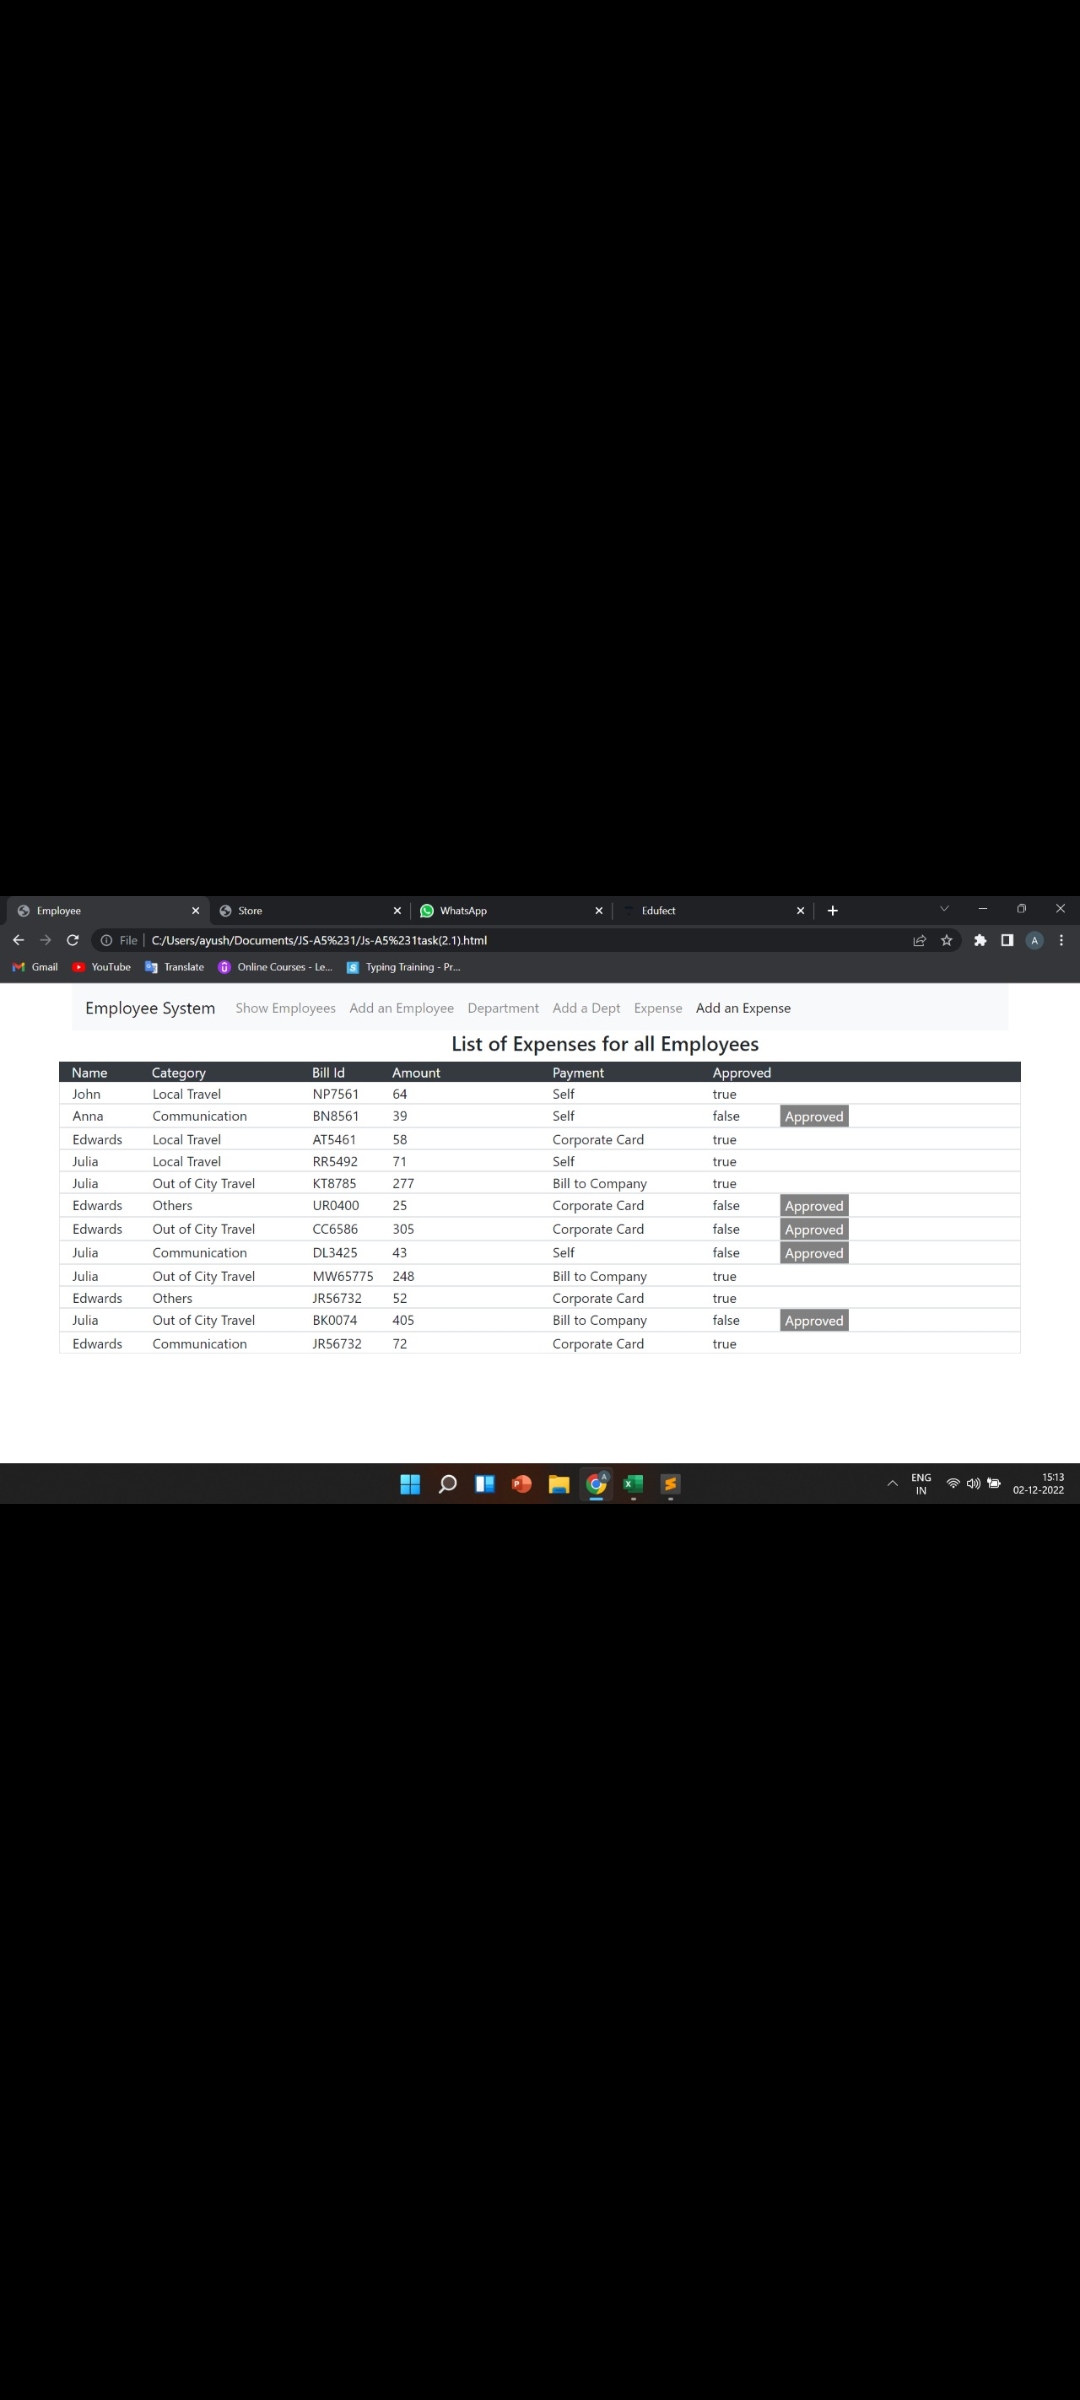 Employee Store WhatsApp Edufect
File C:/Users/ayush/Documents/JS-A5%231/Js-A5%231task(2.1).html A
Gmail YouTube Translate Online Courses - Le... Typing Training - Pr...
Employee System Show Employees Add an Employee Department Add a Dept Expense Add an Expense
List of Expenses for all Employees
Name Category Bill Id Amount Payment Approved
John Local Travel NP7561 64 Self true
Anna Communication BN8561 39 Self false Approved
Edwards Local Travel AT5461 58 Corporate Card true
Julia Local Travel RR5492 71 Self true
Julia Out of City Travel KT8785 277 Bill to Company true
Edwards Others UR0400 25 Corporate Card false Approved
Edwards Out of City Travel CC6586 305 Corporate Card false Approved
Julia Communication DL3425 43 Self false Approved
Julia Out of City Travel MW65775 248 Bill to Company true
Edwards Others JR56732 52 Corporate Card true
Julia Out of City Travel BK0074 405 Bill to Company false Approved
Edwards Communication JR56732 72 Corporate Card true
ENG 15:13
IN 02-12-2022